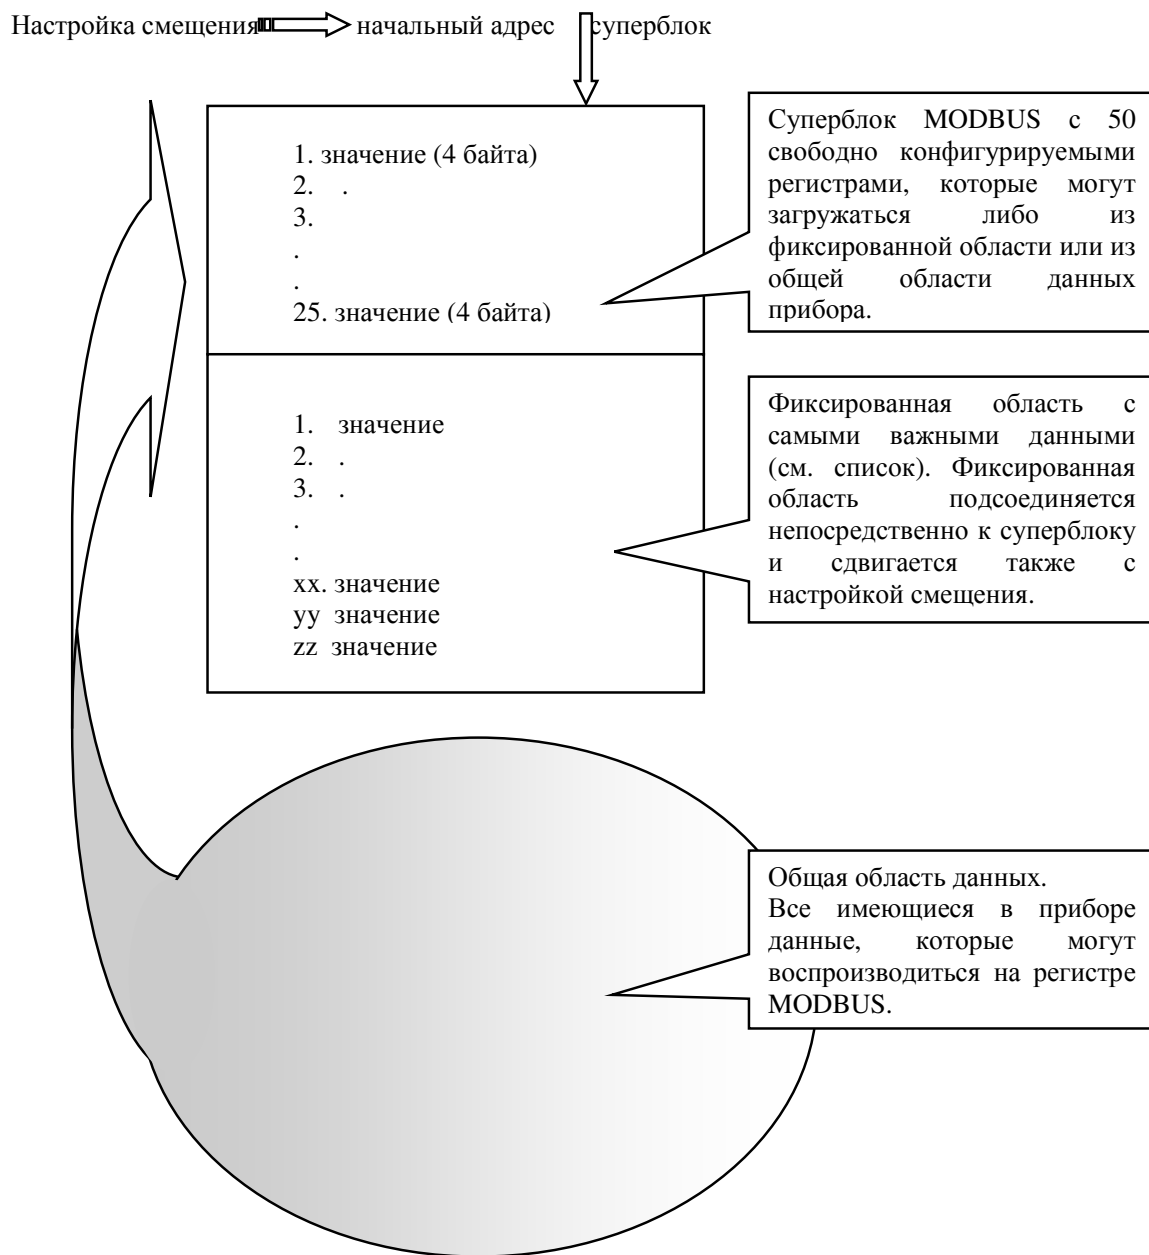 Настройка смещения начальный адрес суперблок
1. значение (4 байта)
2. .
3.
.
.
25. значение (4 байта)
Суперблок MODBUS с 50
свободно конфигурируемыми
регистрами, которые могут
загружаться либо из
фиксированной области или из
общей области данных
прибора.
1. значение
2. .
3. .
.
.
xx. значение
yy значение
zz значение
Фиксированная область с
самыми важными данными
(см. список). Фиксированная
область подсоединяется
непосредственно к суперблоку
и сдвигается также с
настройкой смещения.
Общая область данных.
Все имеющиеся в приборе
данные, которые могут
воспроизводиться на регистре
MODBUS.